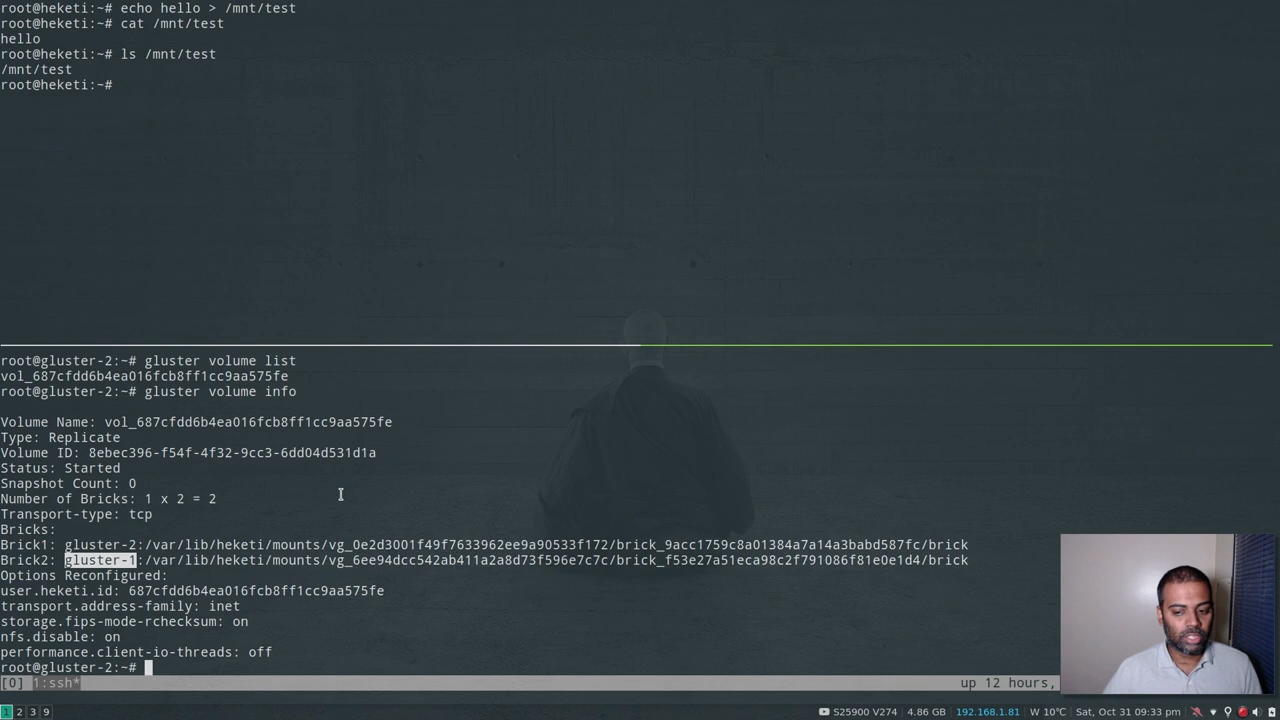 root@heketi:~# echo hello > /mnt/test
root@heketi:~# cat /mnt/test
hello
root@heketi:~# ls /mnt/test
/mnt/test
root@heketi:~#
root@gluster-2:~# gluster volume list
vol_687cfdd6b4ea016fcb8ff1cc9aa575fe
root@gluster-2:~# gluster volume info
Volume Name: vol_687cfdd6b4ea016fcb8ff1cc9aa575fe
Type: Replicate
Volume ID: 8ebec396-f54f-4f32-9cc3-6dd04d531d1a
Status: Started
Snapshot Count: 0
Number of Bricks: 1 x 2 = 2
Transport-type: tcp
Bricks:
Brick1: gluster-2:/var/lib/heketi/mounts/vg_0e2d3001f49f7633962ee9a90533f172/brick_9acc1759c8a01384a7a14a3babd587fc/brick
Brick2: gluster-1:/var/lib/heketi/mounts/vg_6ee94dcc542ab411a2a8d73f596e7c7c/brick_f53e27a51eca98c2f791086f81e0e1d4/brick
Options Reconfigured:
user.heketi.id: 687cfdd6b4ea016fcb8ff1cc9aa575fe
transport.address-family: inet
storage.fips-mode-rchecksum: on
nfs.disable: on
performance.client-io-threads: off
root@gluster-2:~#
[0] 1:ssh* up 12 hours,
1 2 3 9 S25900 V274 4.86 GB 192.168.1.81 W 10°C Sat, Oct 31 09:33 pm